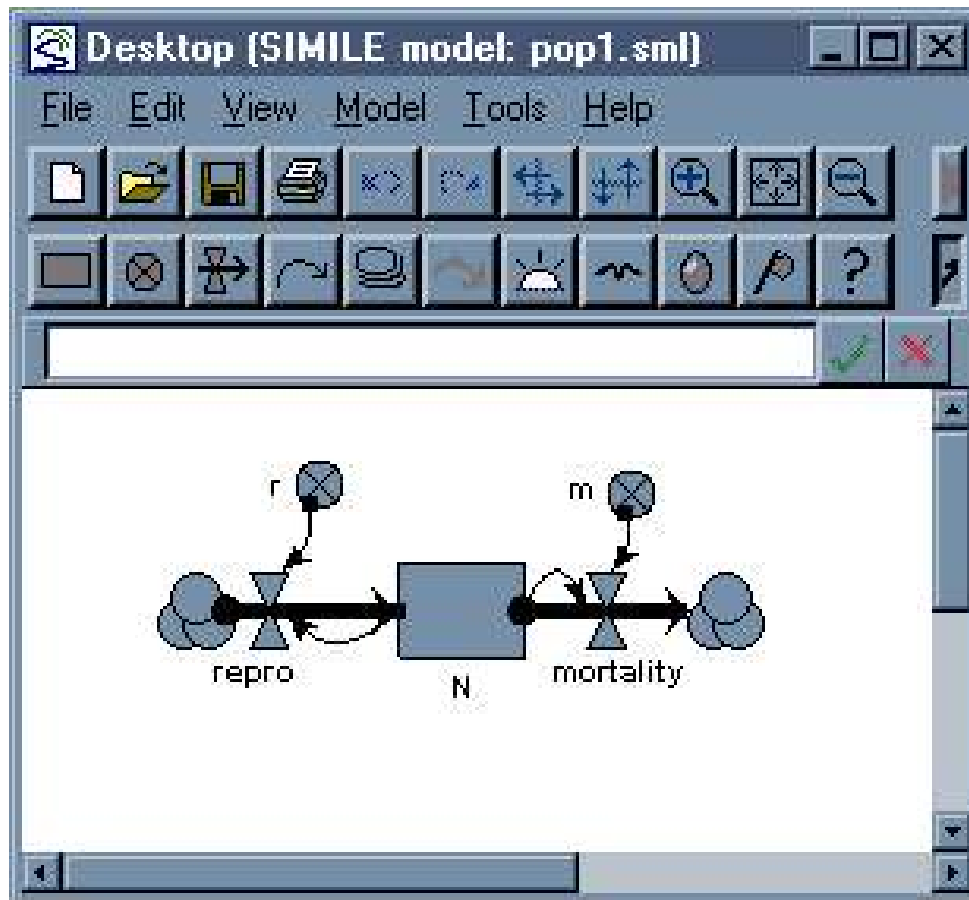 Desktop (SIMILE model: pop1.sml)
File Edit View Model Tools Help
?
r m
repro N mortality